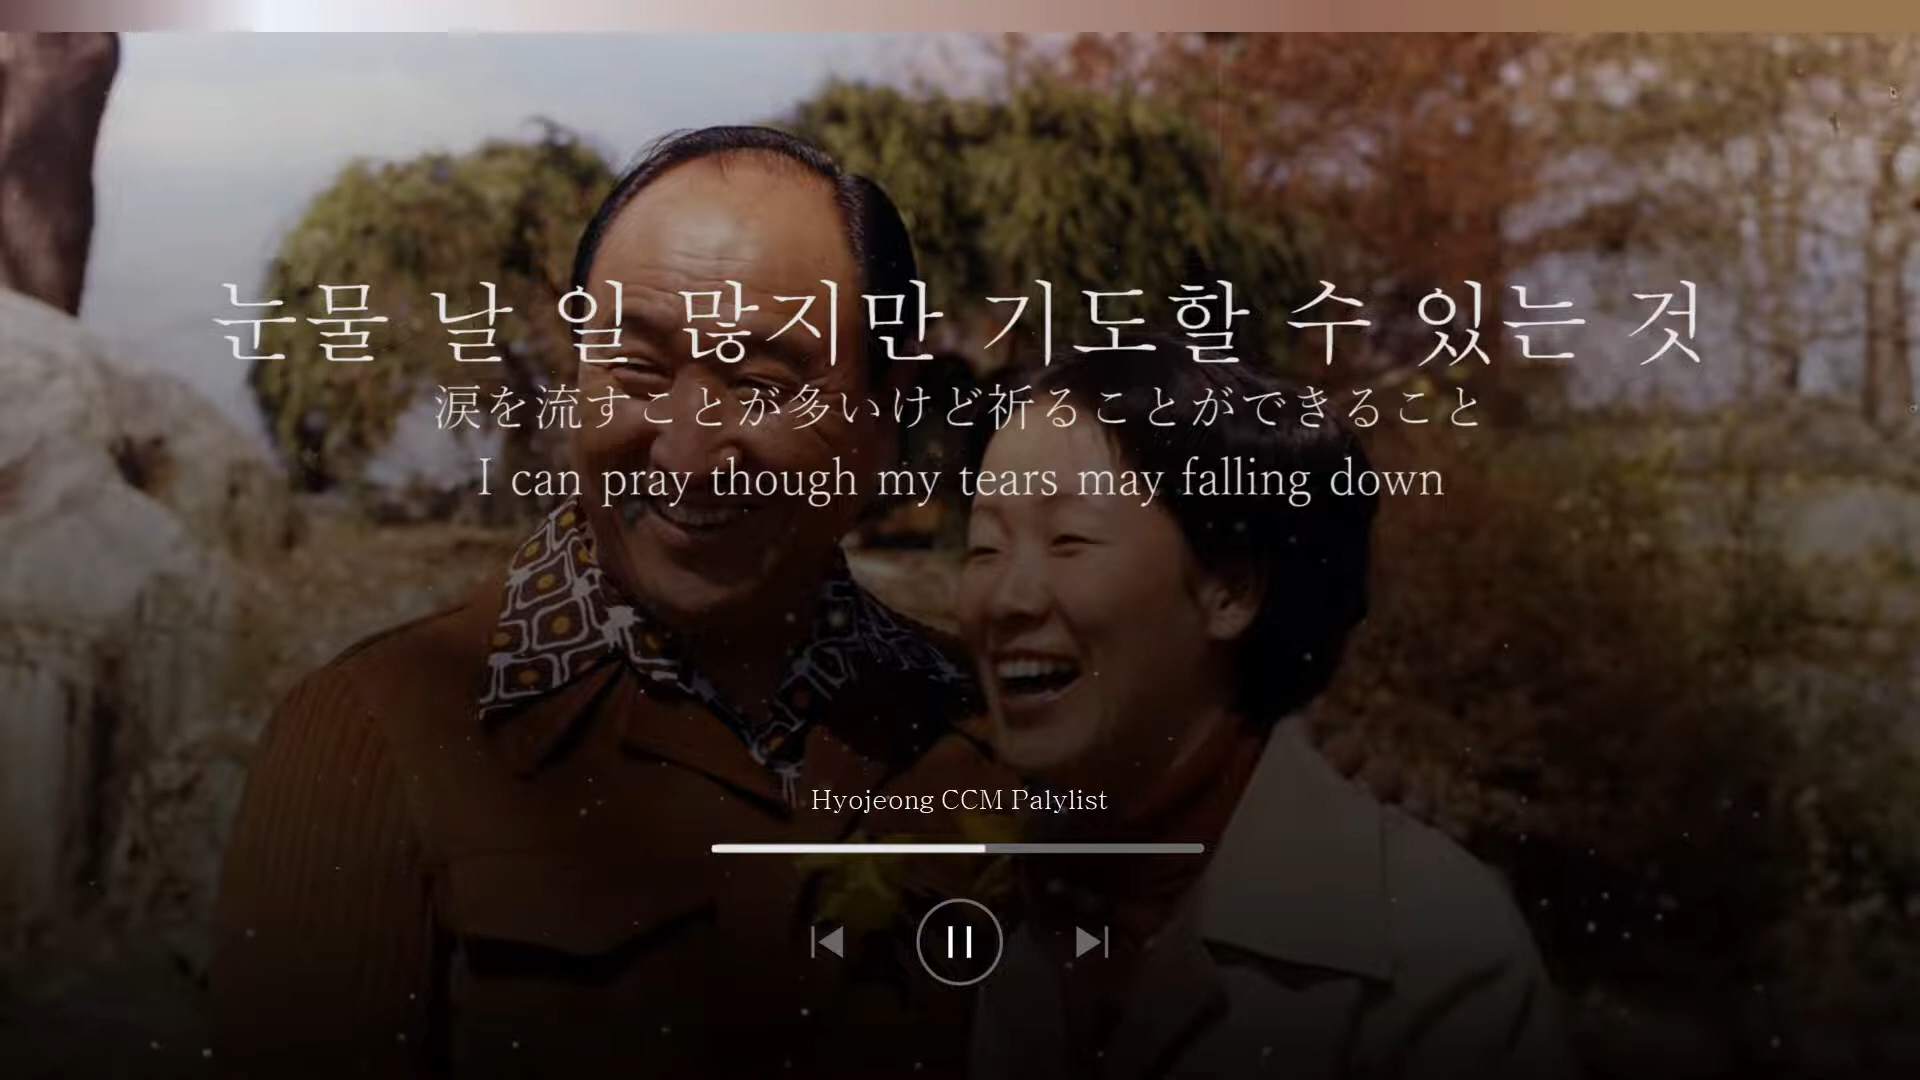 눈물 날 일 많지만 기도할 수 있는 것
涙を流すことが多いけど祈ることができること
I can pray though my tears may falling down
Hyojeong CCM Palylist